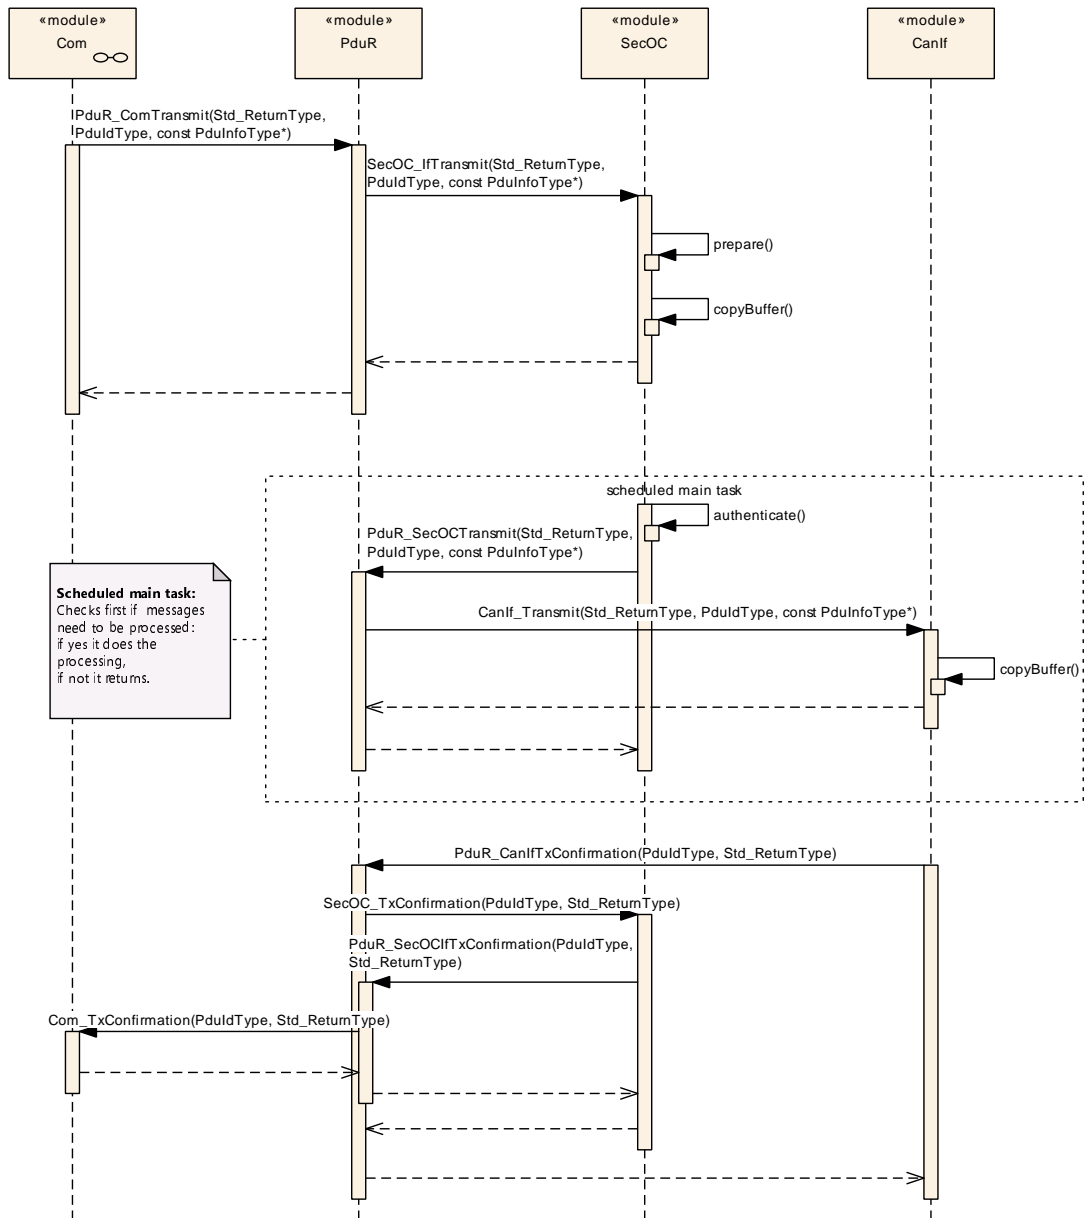 «module»
Com
«module»
PduR
«module»
SecOC
«module»
CanIf
PduR_ComTransmit(Std_ReturnType,
PduIdType, const PduInfoType*)
SecOC_IfTransmit(Std_ReturnType,
PduIdType, const PduInfoType*)
prepare()
copyBuffer()
scheduled main task
authenticate()
PduR_SecOCTransmit(Std_ReturnType,
PduIdType, const PduInfoType*)
Scheduled main task:
Checks first if messages
need to be processed:
if yes it does the
processing,
if not it returns.
CanIf_Transmit(Std_ReturnType, PduIdType, const PduInfoType*)
copyBuffer()
PduR_CanIfTxConfirmation(PduIdType, Std_ReturnType)
SecOC_TxConfirmation(PduIdType, Std_ReturnType)
PduR_SecOCIfTxConfirmation(PduIdType,
Std_ReturnType)
Com_TxConfirmation(PduIdType, Std_ReturnType)